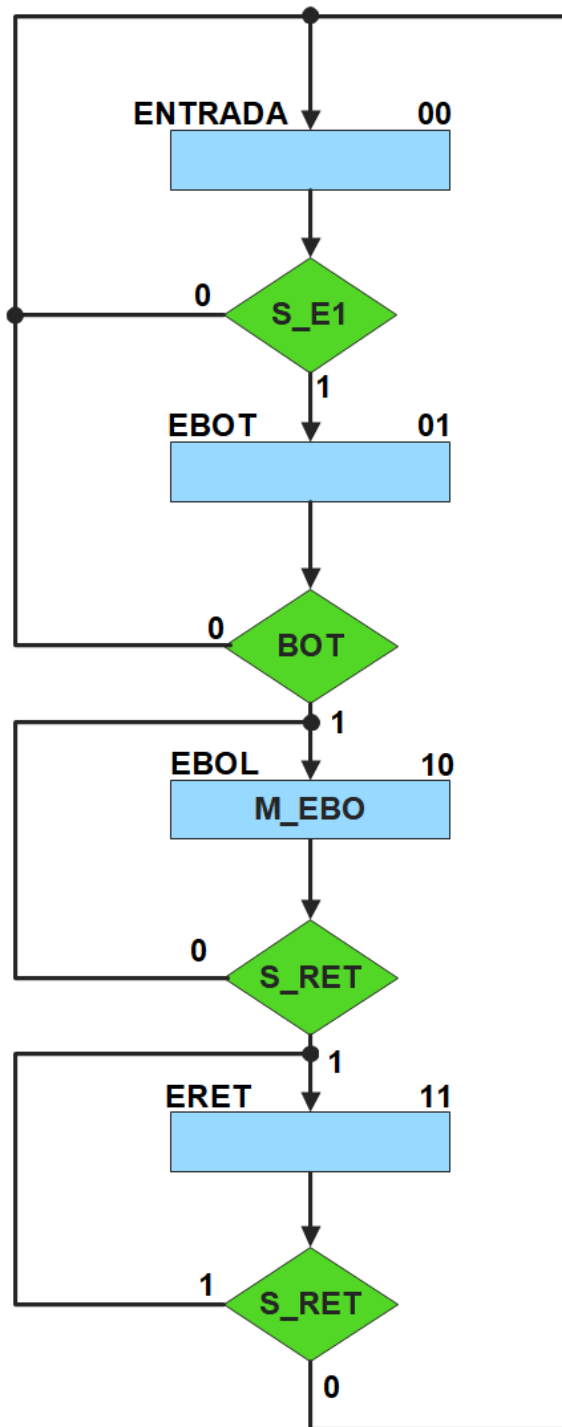 ENTRADA 00
0
S_E1
1
EBOT 01
0
BOT
1
EBOL 10
M_EBO
0
S_RET
1
ERET 11
1
S_RET
0